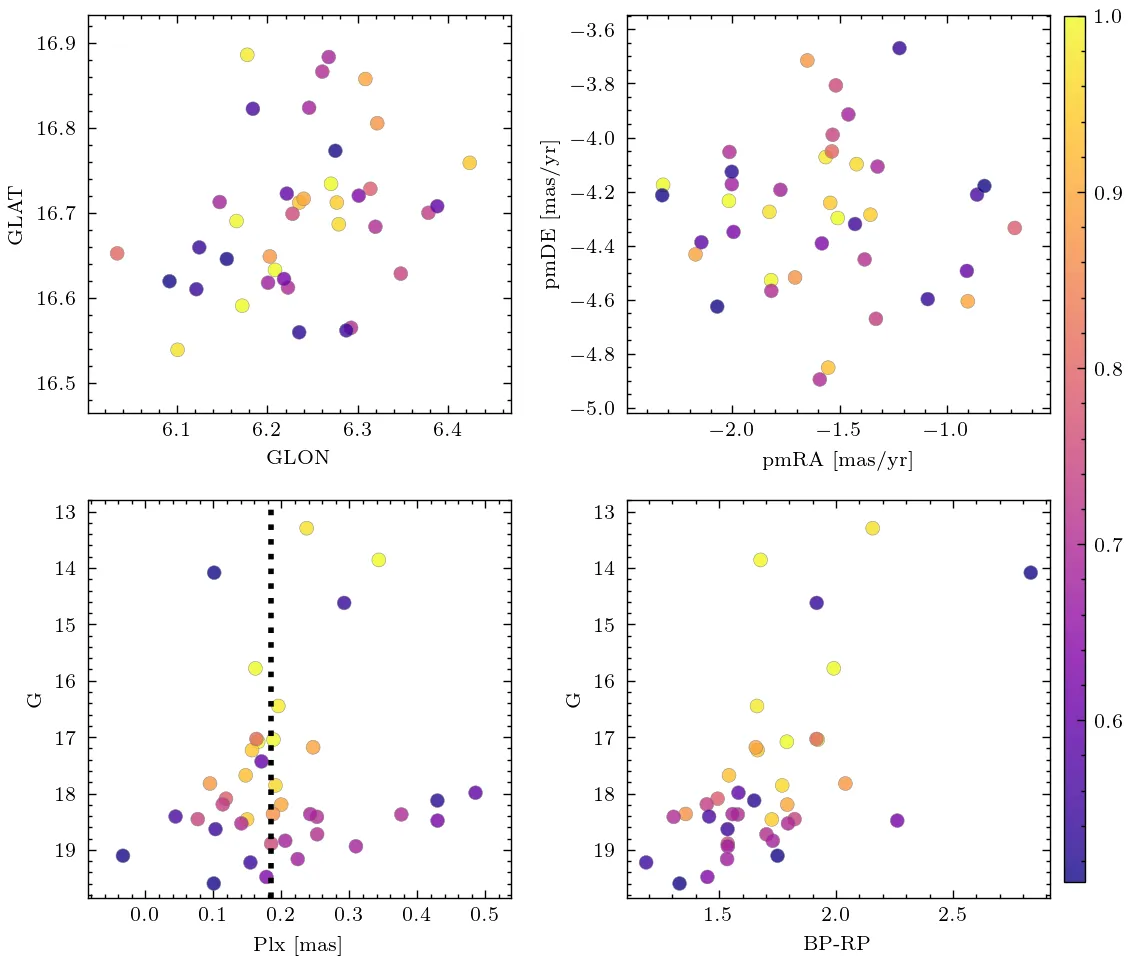 16.9
16.8
16.7
16.6
16.5
GLAT
6.1 6.2 6.3 6.4
GLON
−3.6
−3.8
−4.0
−4.2
−4.4
−4.6
−4.8
−5.0
pmDE [mas/yr]
−2.0 −1.5 −1.0
pmRA [mas/yr]
1.0
0.9
0.8
0.7
0.6
13
14
15
16
17
18
19
G
0.0 0.1 0.2 0.3 0.4 0.5
Plx [mas]
13
14
15
16
17
18
19
G
1.5 2.0 2.5
BP-RP